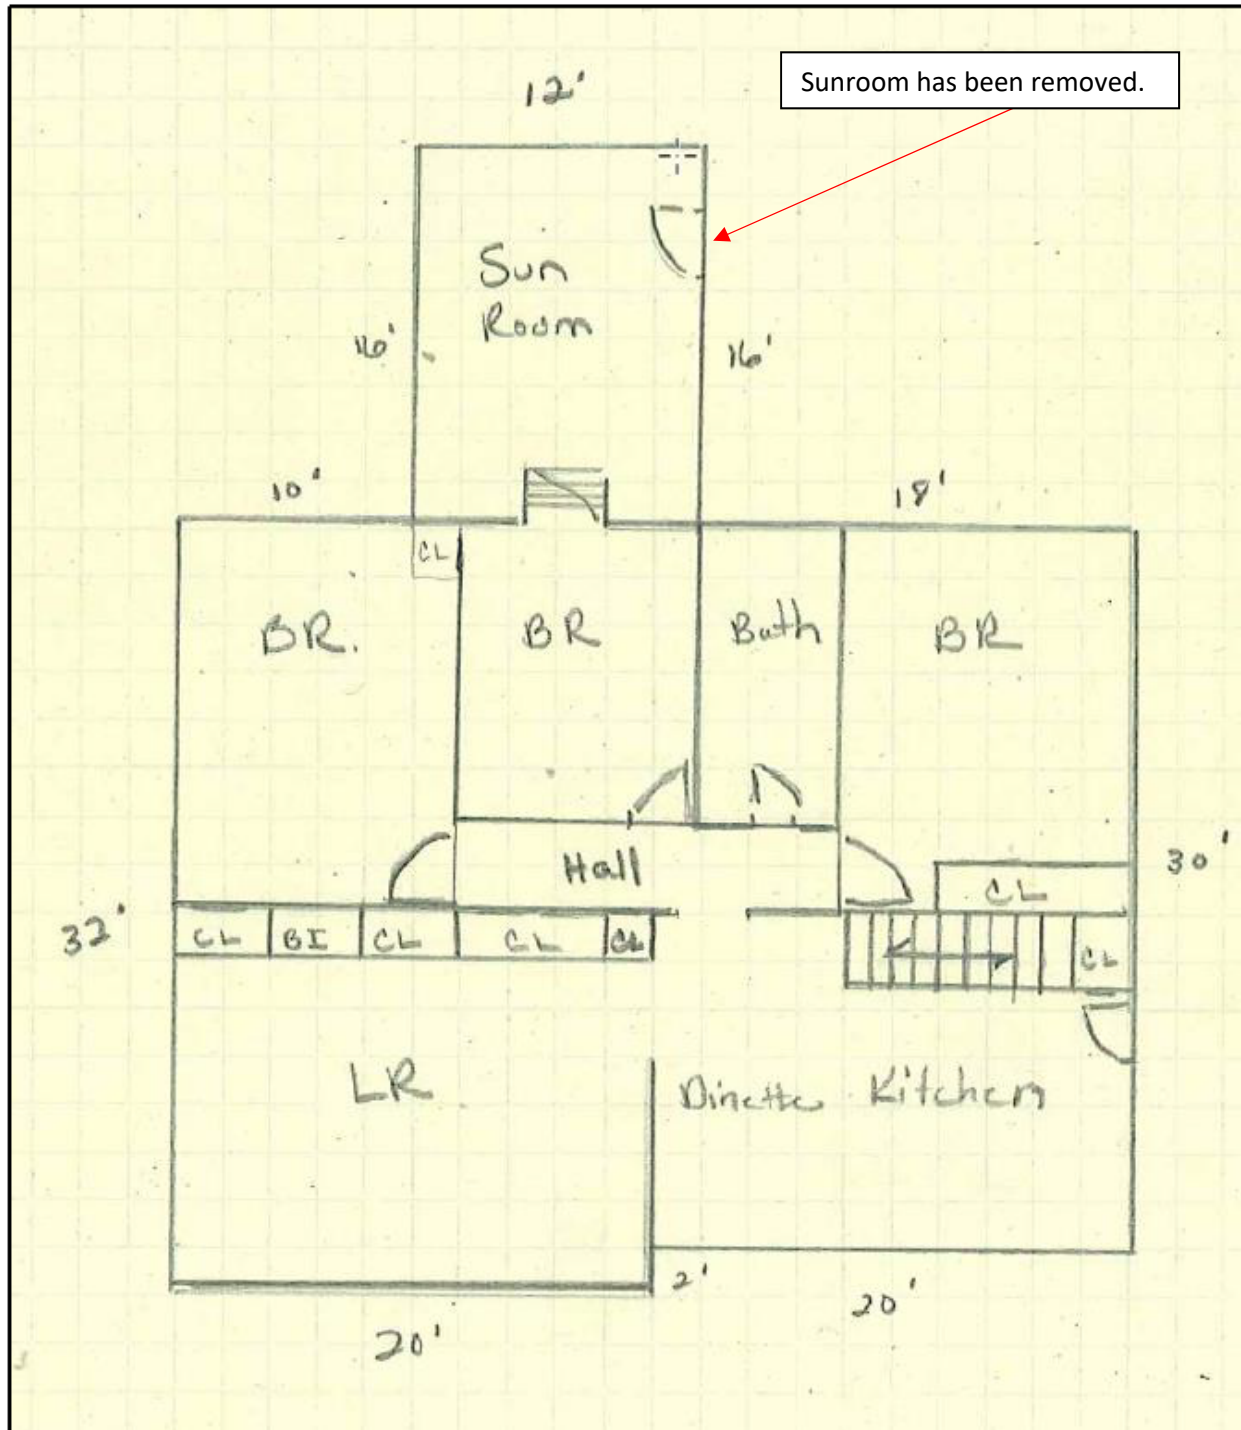 12'
Sunroom has been removed.
Sun
Room
16'
16'
10'
18'
CL
BR.
BR
Bath
BR
Hall
30'
CL
32'
CL
BI
CL
CL
CL
CL
LR
Dinette
Kitchen
2'
20'
20'